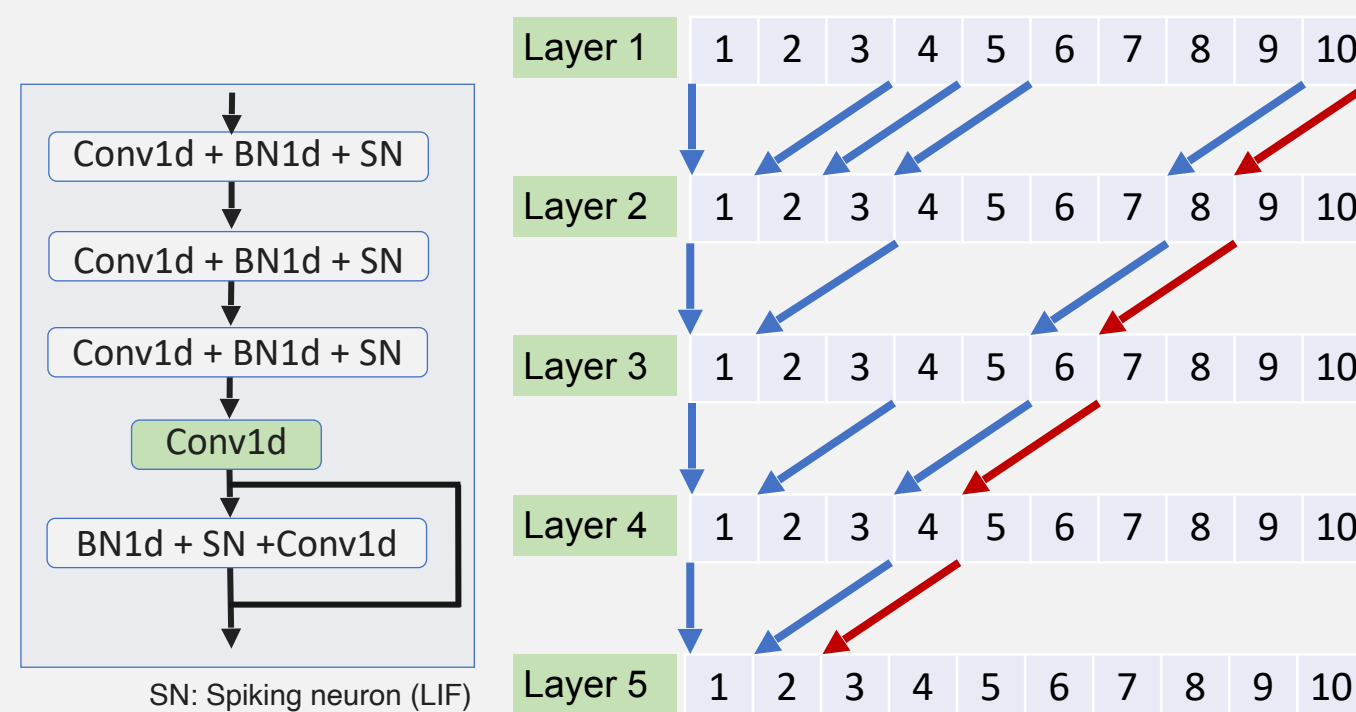 Conv1d + BN1d + SN
Conv1d + BN1d + SN
Conv1d + BN1d + SN
Conv1d
BN1d + SN +Conv1d
SN: Spiking neuron (LIF)
Layer 1 1 2 3 4 5 6 7 8 9 10
Layer 2 1 2 3 4 5 6 7 8 9 10
Layer 3 1 2 3 4 5 6 7 8 9 10
Layer 4 1 2 3 4 5 6 7 8 9 10
Layer 5 1 2 3 4 5 6 7 8 9 10